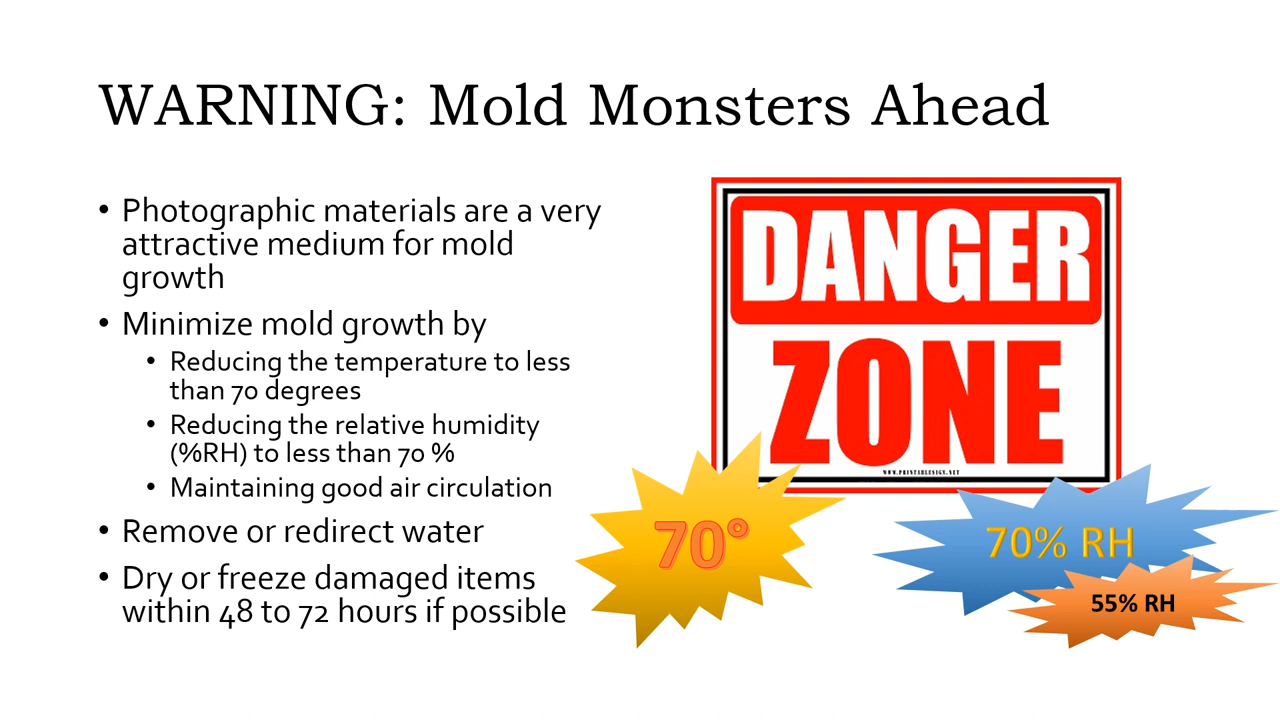 WARNING: Mold Monsters Ahead
• Photographic materials are a very
attractive medium for mold
growth
• Minimize mold growth by
• Reducing the temperature to less
than 70 degrees
• Reducing the relative humidity
(%RH) to less than 70 %
• Maintaining good air circulation
• Remove or redirect water
• Dry or freeze damaged items
within 48 to 72 hours if possible
DANGER
ZONE
WWW.PRINTABLESIGN.NET
70°
70% RH
55% RH